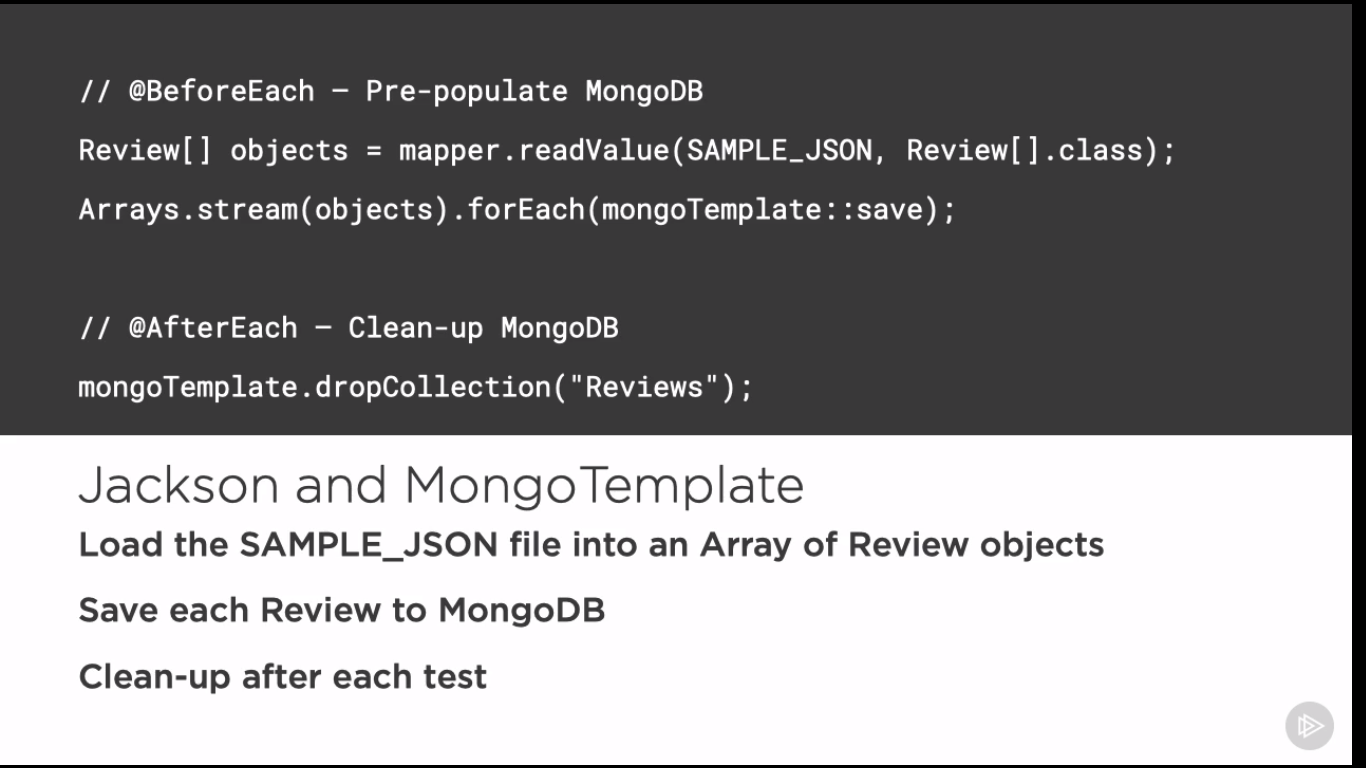 // @BeforeEach – Pre-populate MongoDB
Review[] objects = mapper.readValue(SAMPLE_JSON, Review[].class);
Arrays.stream(objects).forEach(mongoTemplate::save);
// @AfterEach – Clean-up MongoDB
mongoTemplate.dropCollection("Reviews");
Jackson and MongoTemplate
Load the SAMPLE_JSON file into an Array of Review objects
Save each Review to MongoDB
Clean-up after each test